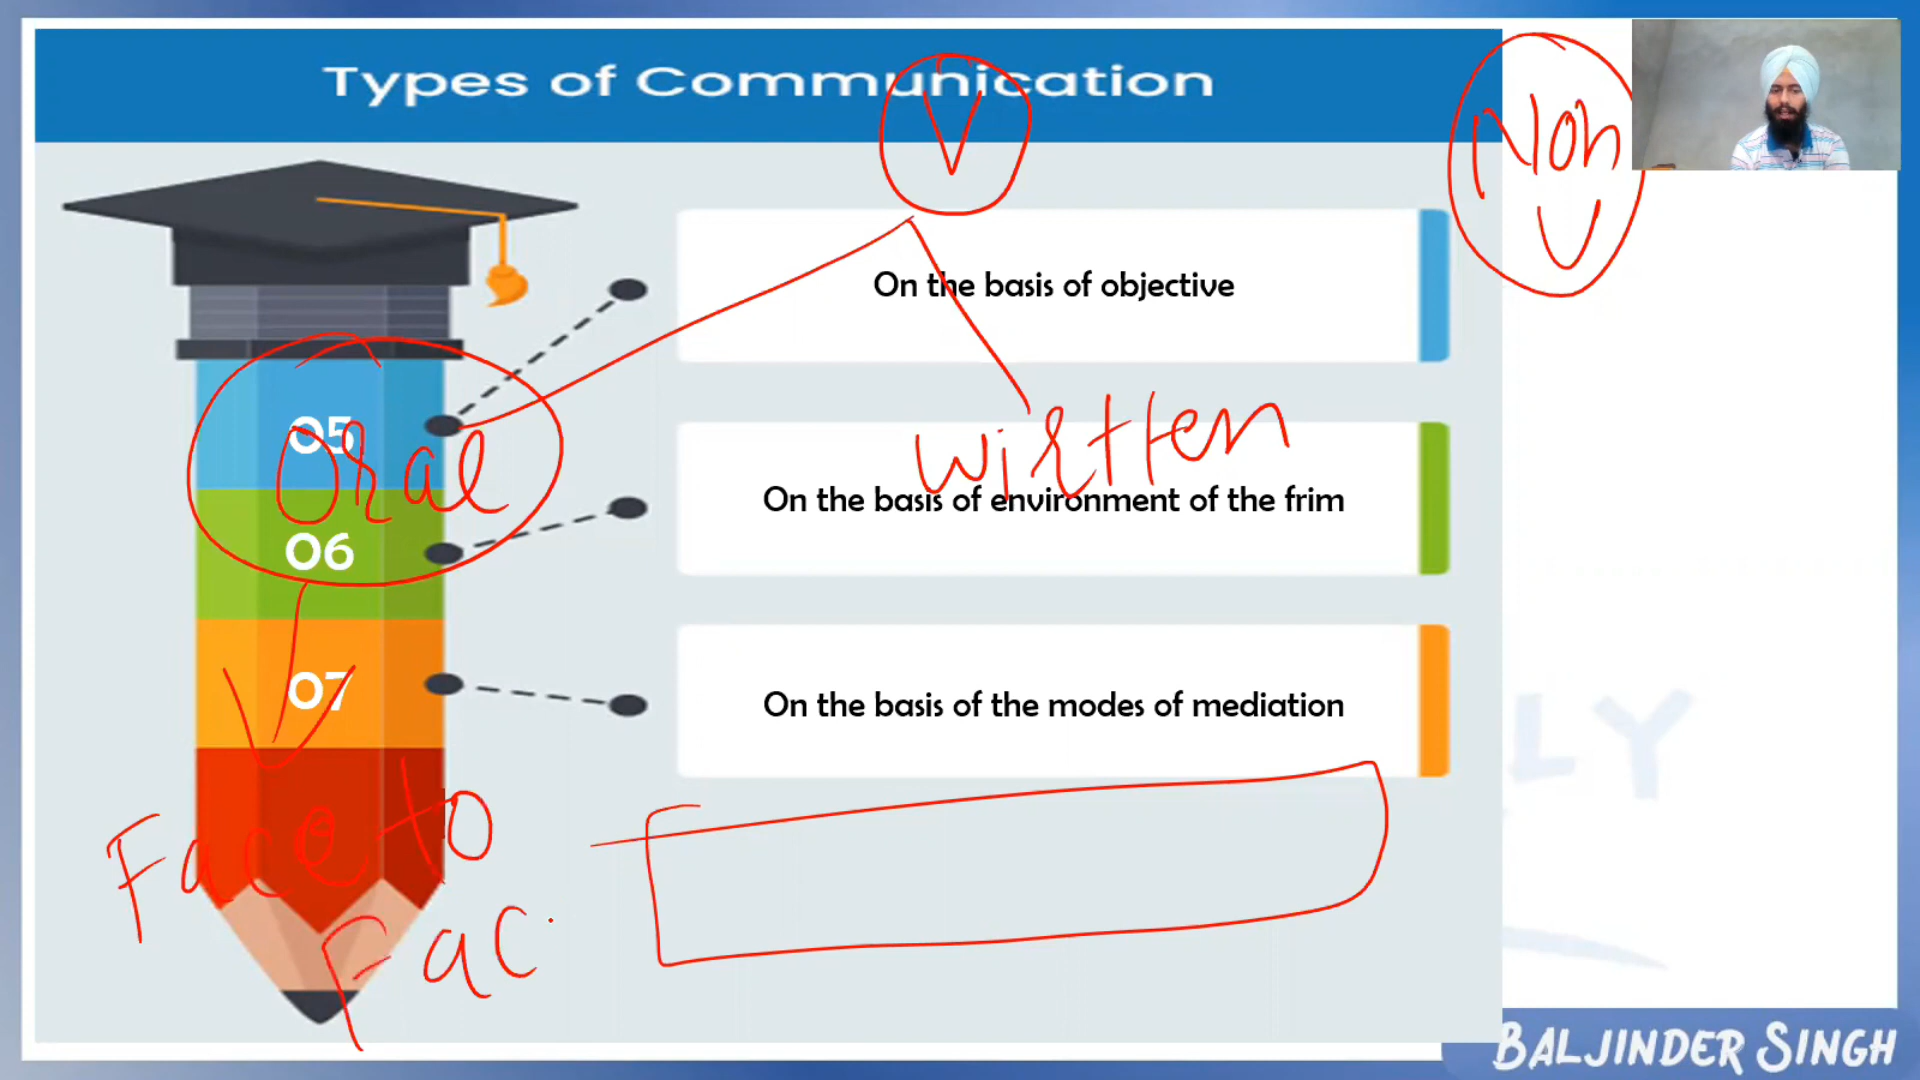 Types of Communication
V
Non
V
On the basis of objective
05
Oral
Wirtten
On the basis of environment of the frim
06
07
On the basis of the modes of mediation
Face to
Fac
LY
BALJINDER SINGH